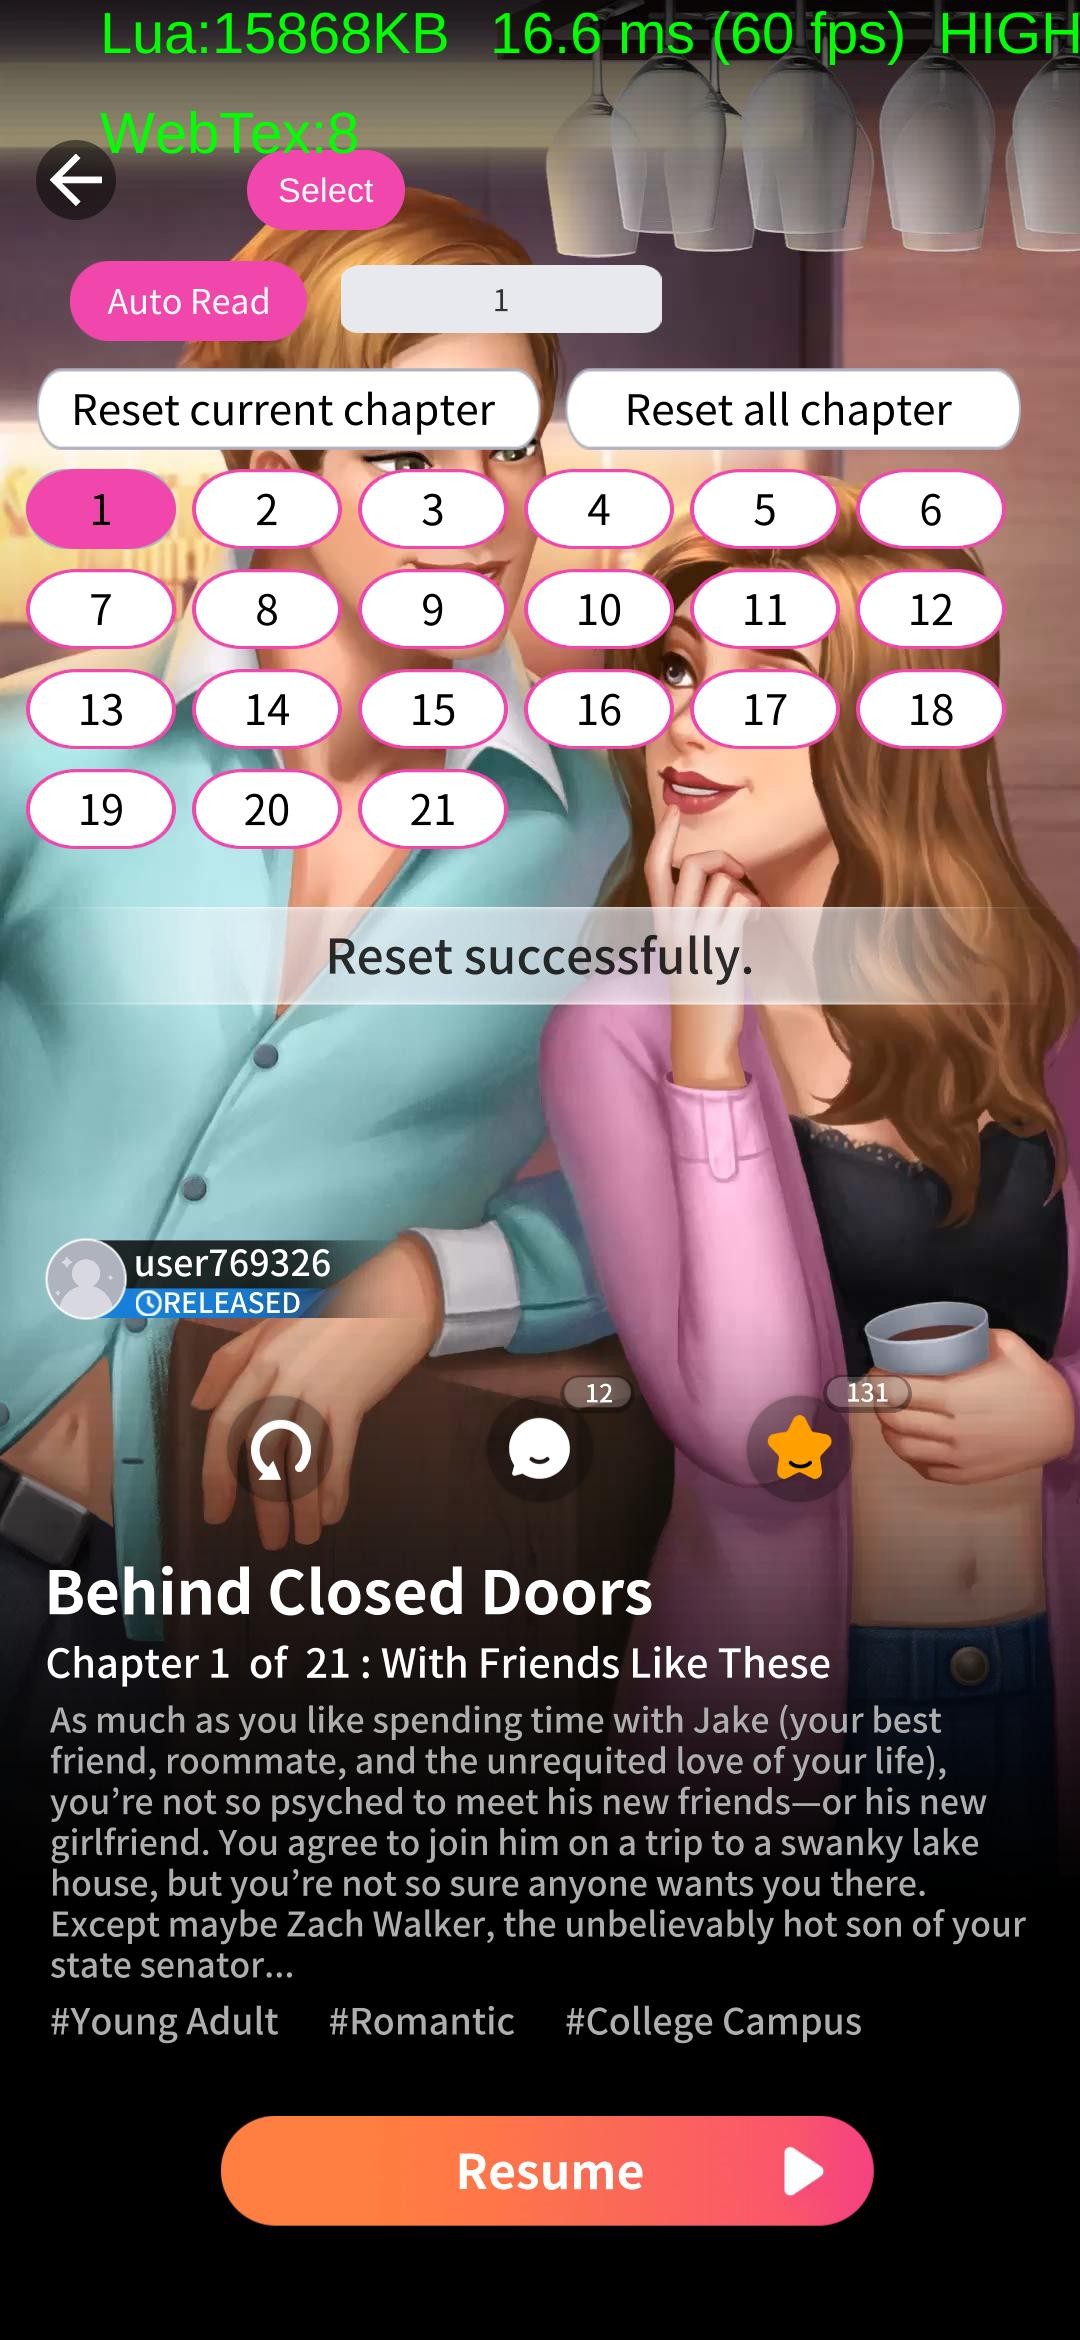 Lua:15868KB 16.6 ms (60 fps) HIGH
WebTex:8
Select
Auto Read
1
Reset current chapter
Reset all chapter
1 2 3 4 5 6
7 8 9 10 11 12
13 14 15 16 17 18
19 20 21
Reset successfully.
user769326
RELEASED
12
131
Behind Closed Doors
Chapter 1 of 21 : With Friends Like These
As much as you like spending time with Jake (your best
friend, roommate, and the unrequited love of your life),
you’re not so psyched to meet his new friends—or his new
girlfriend. You agree to join him on a trip to a swanky lake
house, but you’re not so sure anyone wants you there.
Except maybe Zach Walker, the unbelievably hot son of your
state senator...
#Young Adult #Romantic #College Campus
Resume